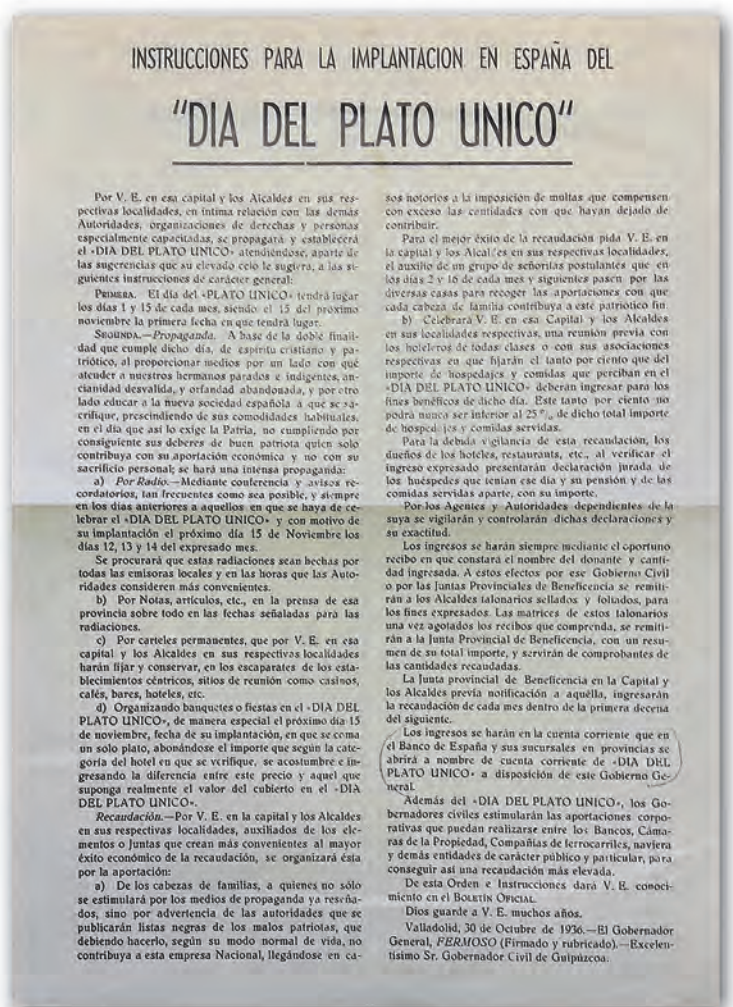 INSTRUCCIONES PARA LA IMPLANTACION EN ESPAÑA DEL
"DIA DEL PLATO UNICO"
Por V. E. en esa capital y los Alcaldes en sus res-
pectivas localidades, en íntima relación con las demás
Autoridades, organizaciones de derechas y personas
especialmente capacitadas, se propagará y establecerá
el «DIA DEL PLATO UNICO» atendiéndose, aparte de
las sugerencias que su elevado celo le sugiera, a las si-
guientes instrucciones de carácter general:
PRIMERA. El día del «PLATO UNICO» tendrá lugar
los días 1 y 15 de cada mes, siendo el 15 del próximo
noviembre la primera fecha en que tendrá lugar.
SEGUNDA.—Propaganda. A base de la doble finali-
dad que cumple dicho día, de espíritu cristiano y pa-
triótico, al proporcionar medios por un lado con qué
atender a nuestros hermanos parados e indigentes, an-
cianidad desvalida, y orfandad abandonada, y por otro
lado educar a la nueva sociedad española a que se sa-
crifique, prescindiendo de sus comodidades habituales,
en el día que así lo exige la Patria, no cumpliendo por
consiguiente sus deberes de buen patriota quien solo
contribuya con su aportación económica y no con su
sacrificio personal; se hará una intensa propaganda:
a) Por Radio.—Mediante conferencia y avisos re-
cordatorios, tan frecuentes como sea posible, y siempre
en los días anteriores a aquellos en que se haya de ce-
lebrar el «DIA DEL PLATO UNICO» y con motivo de
su implantación el próximo día 15 de Noviembre los
días 12, 13 y 14 del expresado mes.
Se procurará que estas radiaciones sean hechas por
todas las emisoras locales y en las horas que las Auto-
ridades consideren más convenientes.
b) Por Notas, artículos, etc., en la prensa de esa
provincia sobre todo en las fechas señaladas para las
radiaciones.
c) Por carteles permanentes, que por V. E. en esa
capital y los Alcaldes en sus respectivas localidades
harán fijar y conservar, en los escaparates de los esta-
blecimientos céntricos, sitios de reunión como casinos,
cafés, bares, hoteles, etc.
d) Organizando banquetes o fiestas en el «DIA DEL
PLATO UNICO», de manera especial el próximo día 15
de noviembre, fecha de su implantación, en que se coma
un solo plato, abonándose el importe que según la cate-
goría del hotel en que se verifique, se acostumbre e in-
gresando la diferencia entre este precio y aquel que
suponga realmente el valor del cubierto en el «DIA
DEL PLATO UNICO».
Recaudación.—Por V. E. en la capital y los Alcaldes
en sus respectivas localidades, auxiliados de los ele-
mentos o Juntas que crean más convenientes al mayor
éxito económico de la recaudación, se organizará ésta
por la aportación:
a) De los cabezas de familias, a quienes no sólo
se estimulará por los medios de propaganda ya reseña-
dos, sino por advertencia de las autoridades que se
publicarán listas negras de los malos patriotas, que
debiendo hacerlo, según su modo normal de vida, no
contribuya a esta empresa Nacional, llegándose en ca-
sos notorios a la imposición de multas que compensen
con exceso las cantidades con que hayan dejado de
contribuir.
Para el mejor éxito de la recaudación pida V. E. en
la capital y los Alcaldes en sus respectivas localidades,
el auxilio de un grupo de señoritas postulantes que en
los días 2 y 16 de cada mes y siguientes pasen por las
diversas casas para recoger las aportaciones con que
cada cabeza de familia contribuya a este patriótico fin.
b) Celebrará V. E. en esa Capital y los Alcaldes
en sus localidades respectivas, una reunión previa con
los hoteleros de todas clases o con sus asociaciones
respectivas en que fijarán el tanto por ciento que del
importe de hospedajes y comidas que perciban en el
«DIA DEL PLATO UNICO» deberán ingresar para los
fines benéficos de dicho día. Este tanto por ciento no
podrá nunca ser inferior al 25 % de dicho total importe
de hospedajes y comidas servidas.
Para la debida vigilancia de esta recaudación, los
dueños de los hoteles, restaurants, etc., al verificar el
ingreso expresado presentarán declaración jurada de
los huéspedes que tenían ese día y su pensión y de las
comidas servidas aparte, con su importe.
Por los Agentes y Autoridades dependientes de la
suya se vigilarán y controlarán dichas declaraciones y
su exactitud.
Los ingresos se harán siempre mediante el oportuno
recibo en que constará el nombre del donante y canti-
dad ingresada. A estos efectos por ese Gobierno Civil
o por las Juntas Provinciales de Beneficencia se remiti-
rán a los Alcaldes talonarios sellados y foliados, para
los fines expresados. Las matrices de estos talonarios
una vez agotados los recibos que comprenda, se remiti-
rán a la Junta Provincial de Beneficencia, con un resu-
men de su total importe, y servirán de comprobantes de
las cantidades recaudadas.
La Junta provincial de Beneficencia en la Capital y
los Alcaldes previa notificación a aquélla, ingresarán
la recaudación de cada mes dentro de la primera decena
del siguiente.
Los ingresos se harán en la cuenta corriente que en
el Banco de España y sus sucursales en provincias se
abrirá a nombre de cuenta corriente de «DIA DEL
PLATO UNICO» a disposición de este Gobierno Ge-
neral.
Además del «DIA DEL PLATO UNICO», los Go-
bernadores civiles estimularán las aportaciones corpo-
rativas que puedan realizarse entre los Bancos, Cáma-
ras de la Propiedad, Compañías de ferrocarriles, naviera
y demás entidades de carácter público y particular, para
conseguir así una recaudación más elevada.
De esta Orden e Instrucciones dará V. E. conoci-
miento en el BOLETÍN OFICIAL.
Dios guarde a V. E. muchos años.
Valladolid, 30 de Octubre de 1936.—El Gobernador
General, FERMOSO (Firmado y rubricado).—Excelen-
tísimo Sr. Gobernador Civil de Guipúzcoa.